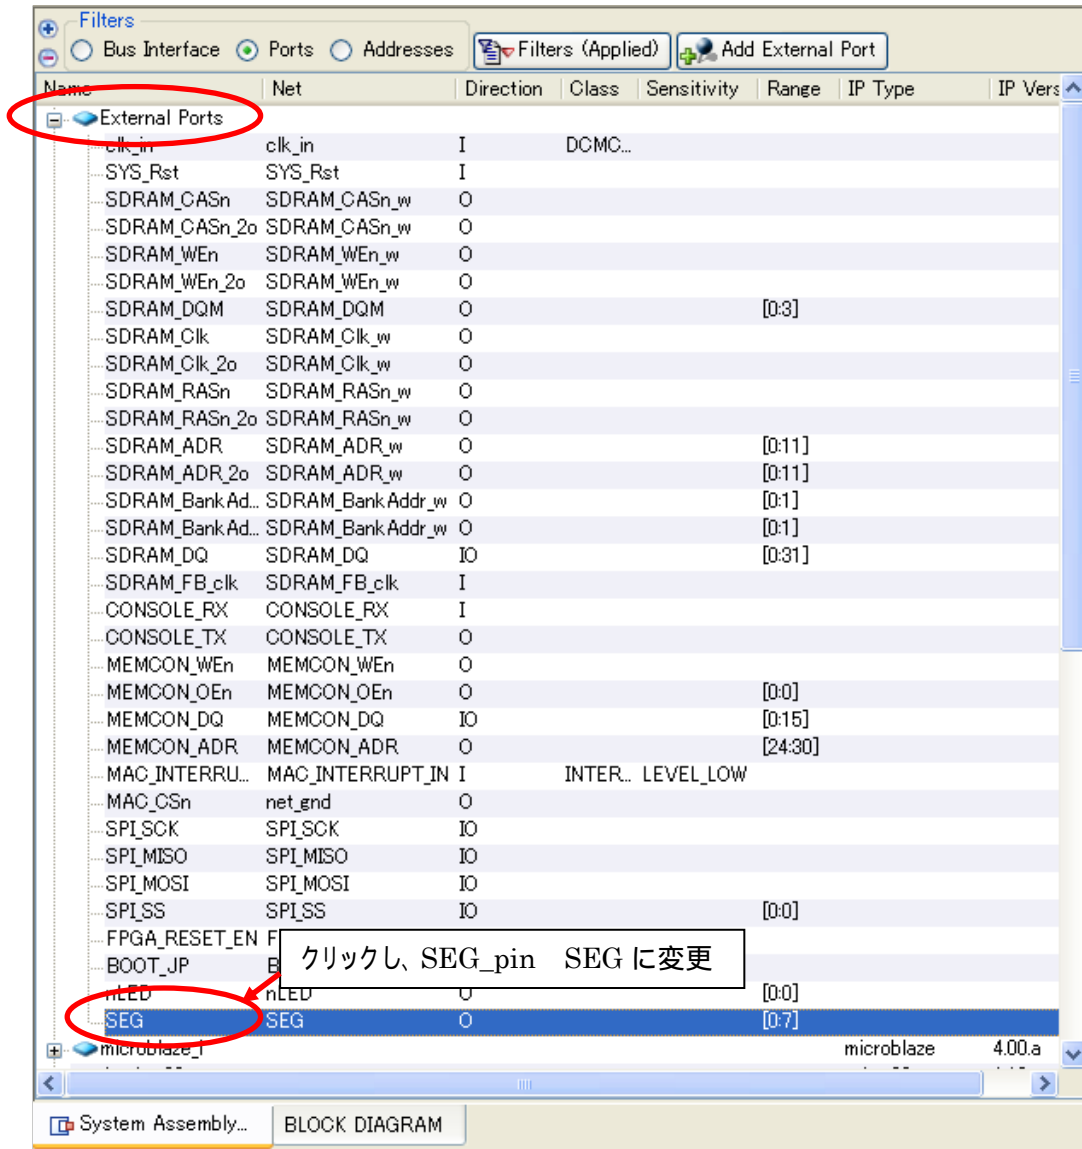 Filters
Bus Interface Ports Addresses Filters (Applied) Add External Port
Name Net Direction Class Sensitivity Range IP Type IP Vers
External Ports
clk_in clk_in I DCMC...
SYS_Rst SYS_Rst I
SDRAM_CASn SDRAM_CASn_w O
SDRAM_CASn_2o SDRAM_CASn_w O
SDRAM_WEn SDRAM_WEn_w O
SDRAM_WEn_2o SDRAM_WEn_w O
SDRAM_DQM SDRAM_DQM O [0:3]
SDRAM_Clk SDRAM_Clk_w O
SDRAM_Clk_2o SDRAM_Clk_w O
SDRAM_RASn SDRAM_RASn_w O
SDRAM_RASn_2o SDRAM_RASn_w O
SDRAM_ADR SDRAM_ADR_w O [0:11]
SDRAM_ADR_2o SDRAM_ADR_w O [0:11]
SDRAM_BankAd... SDRAM_BankAddr_w O [0:1]
SDRAM_BankAd... SDRAM_BankAddr_w O [0:1]
SDRAM_DQ SDRAM_DQ IO [0:31]
SDRAM_FB_clk SDRAM_FB_clk I
CONSOLE_RX CONSOLE_RX I
CONSOLE_TX CONSOLE_TX O
MEMCON_WEn MEMCON_WEn O
MEMCON_OEn MEMCON_OEn O [0:0]
MEMCON_DQ MEMCON_DQ IO [0:15]
MEMCON_ADR MEMCON_ADR O [24:30]
MAC_INTERRU... MAC_INTERRUPT_IN I INTER... LEVEL_LOW
MAC_CSn net_gnd O
SPI_SCK SPI_SCK IO
SPI_MISO SPI_MISO IO
SPI_MOSI SPI_MOSI IO
SPI_SS SPI_SS IO [0:0]
FPGA_RESET_EN F
BOOT_JP B
クリックし、SEG_pin SEG に変更
nLED nLED O [0:0]
SEG SEG O [0:7]
microblaze_i microblaze 4.00.a
System Assembly... BLOCK DIAGRAM